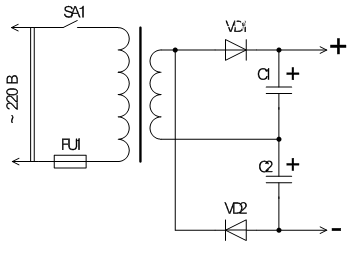 SA1
VD1
+
C1 +
~ 220 В
FU1
C2 +
VD2
-